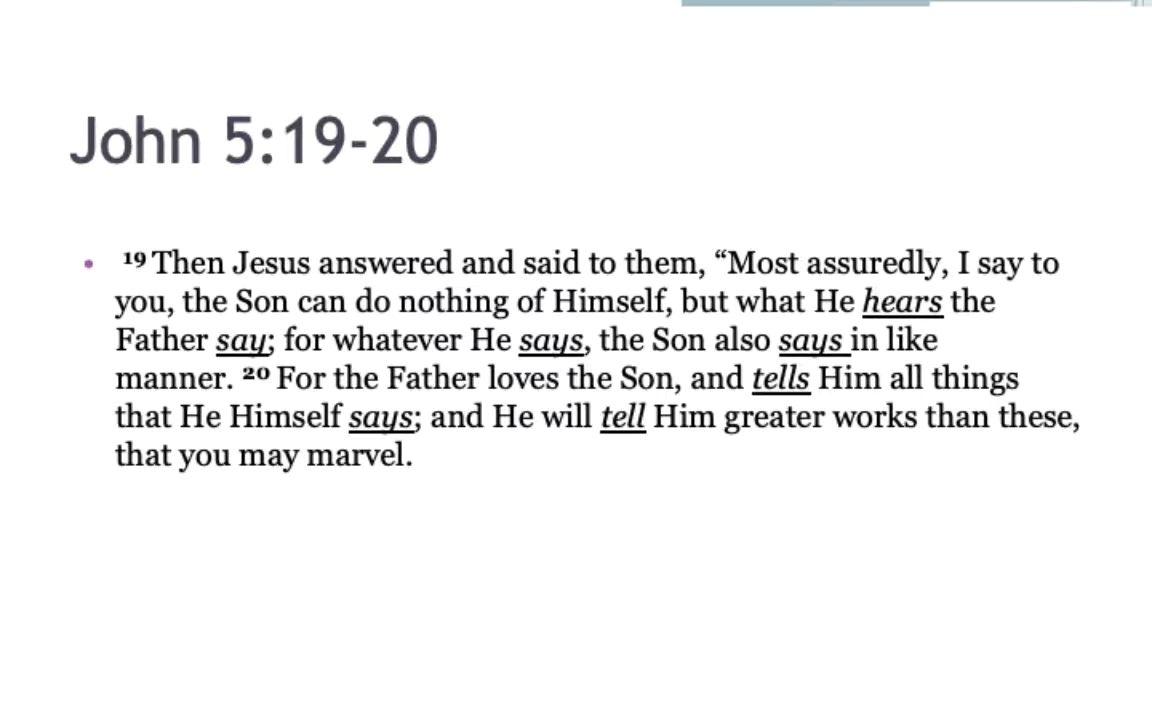 John 5:19-20
• ¹⁹ Then Jesus answered and said to them, “Most assuredly, I say to
you, the Son can do nothing of Himself, but what He hears the
Father say; for whatever He says, the Son also says in like
manner. ²⁰ For the Father loves the Son, and tells Him all things
that He Himself says; and He will tell Him greater works than these,
that you may marvel.